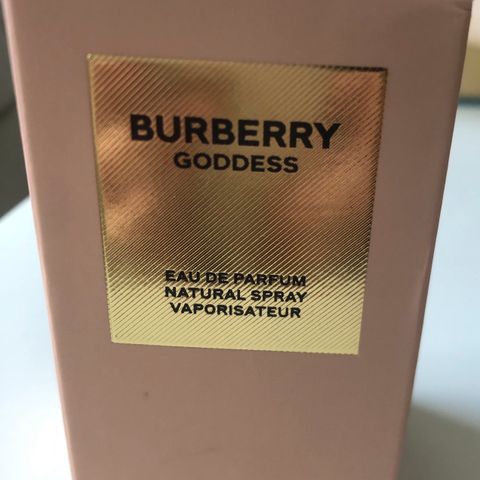 BURBERRY
GODDESS
EAU DE PARFUM
NATURAL SPRAY
VAPORISATEUR